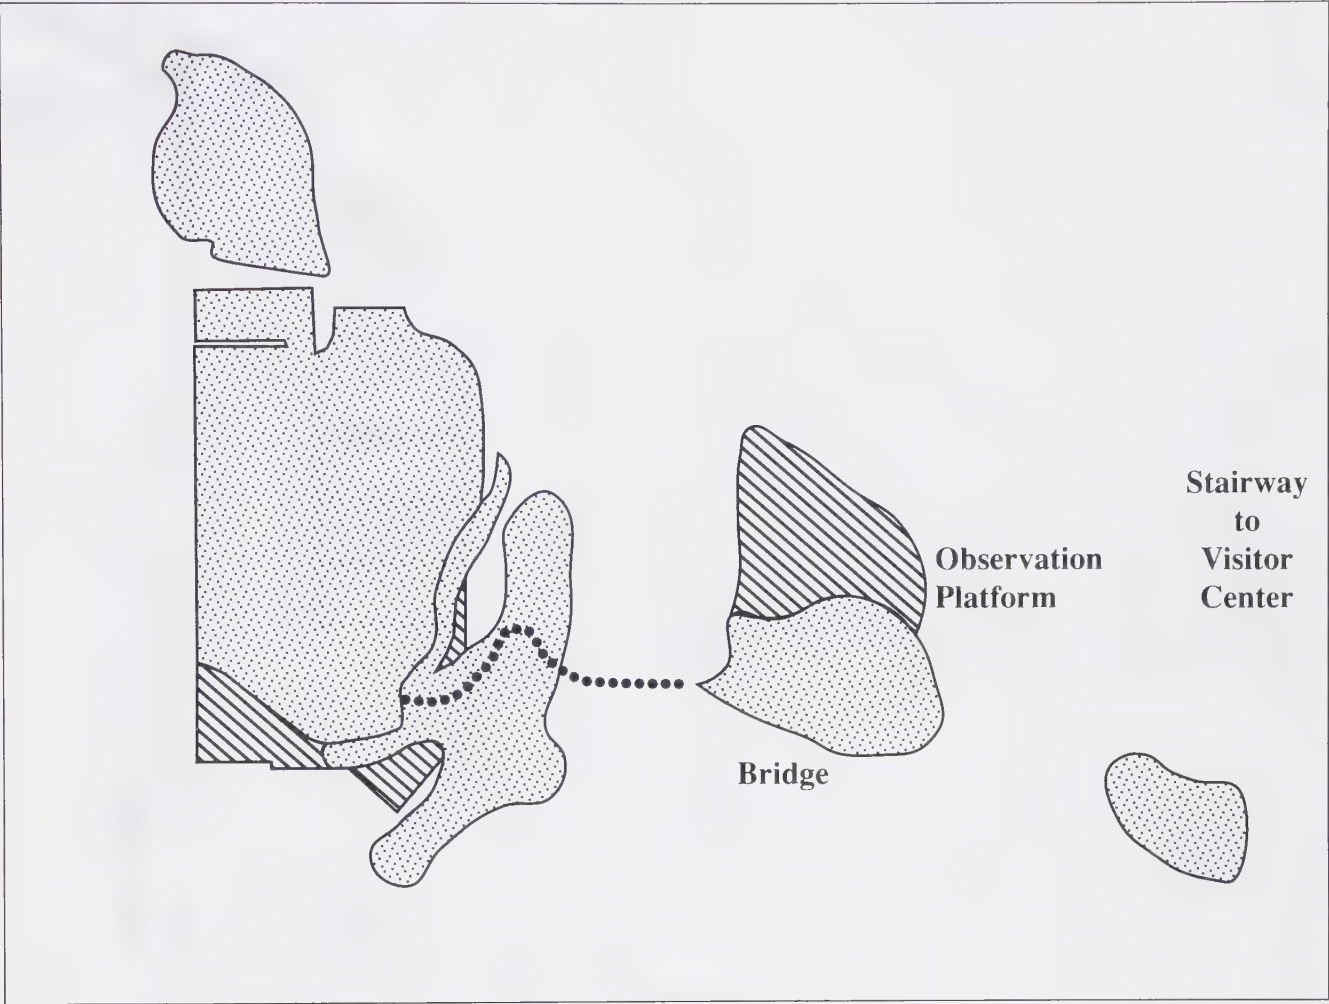 Stairway
to
Visitor
Center
Observation
Platform
Bridge